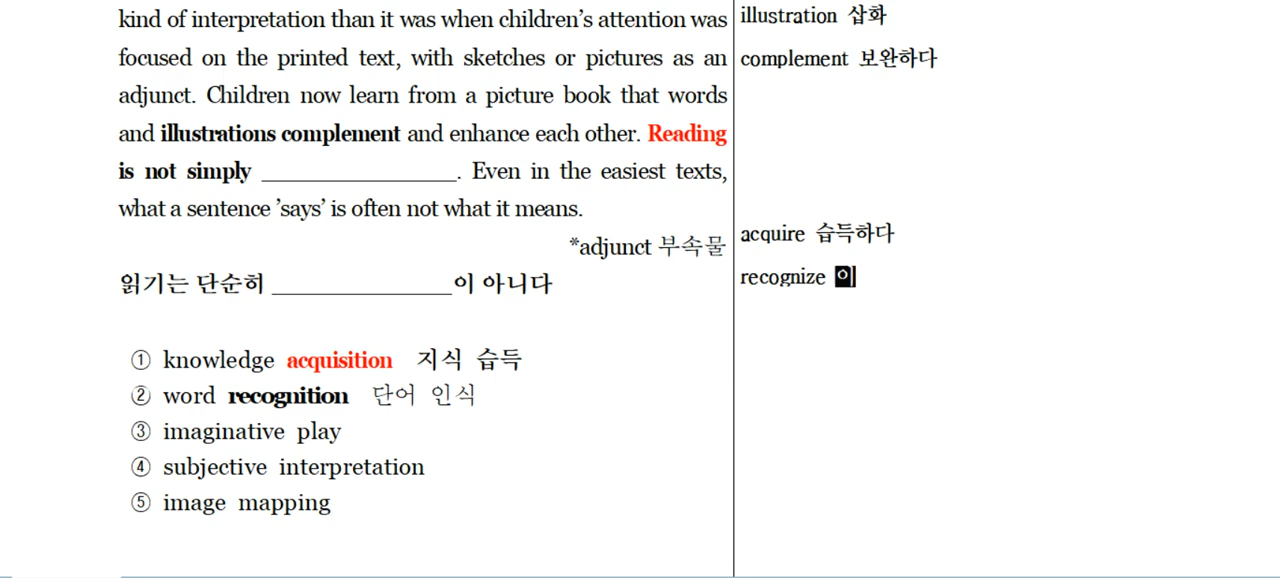 kind of interpretation than it was when children's attention was
focused on the printed text, with sketches or pictures as an
adjunct. Children now learn from a picture book that words
and illustrations complement and enhance each other. Reading
is not simply ________________. Even in the easiest texts,
what a sentence 'says' is often not what it means.
*adjunct 부속물
읽기는 단순히 ________________이 아니다
① knowledge acquisition 지식 습득
② word recognition 단어 인식
③ imaginative play
④ subjective interpretation
⑤ image mapping
illustration 삽화
complement 보완하다
acquire 습득하다
recognize 이